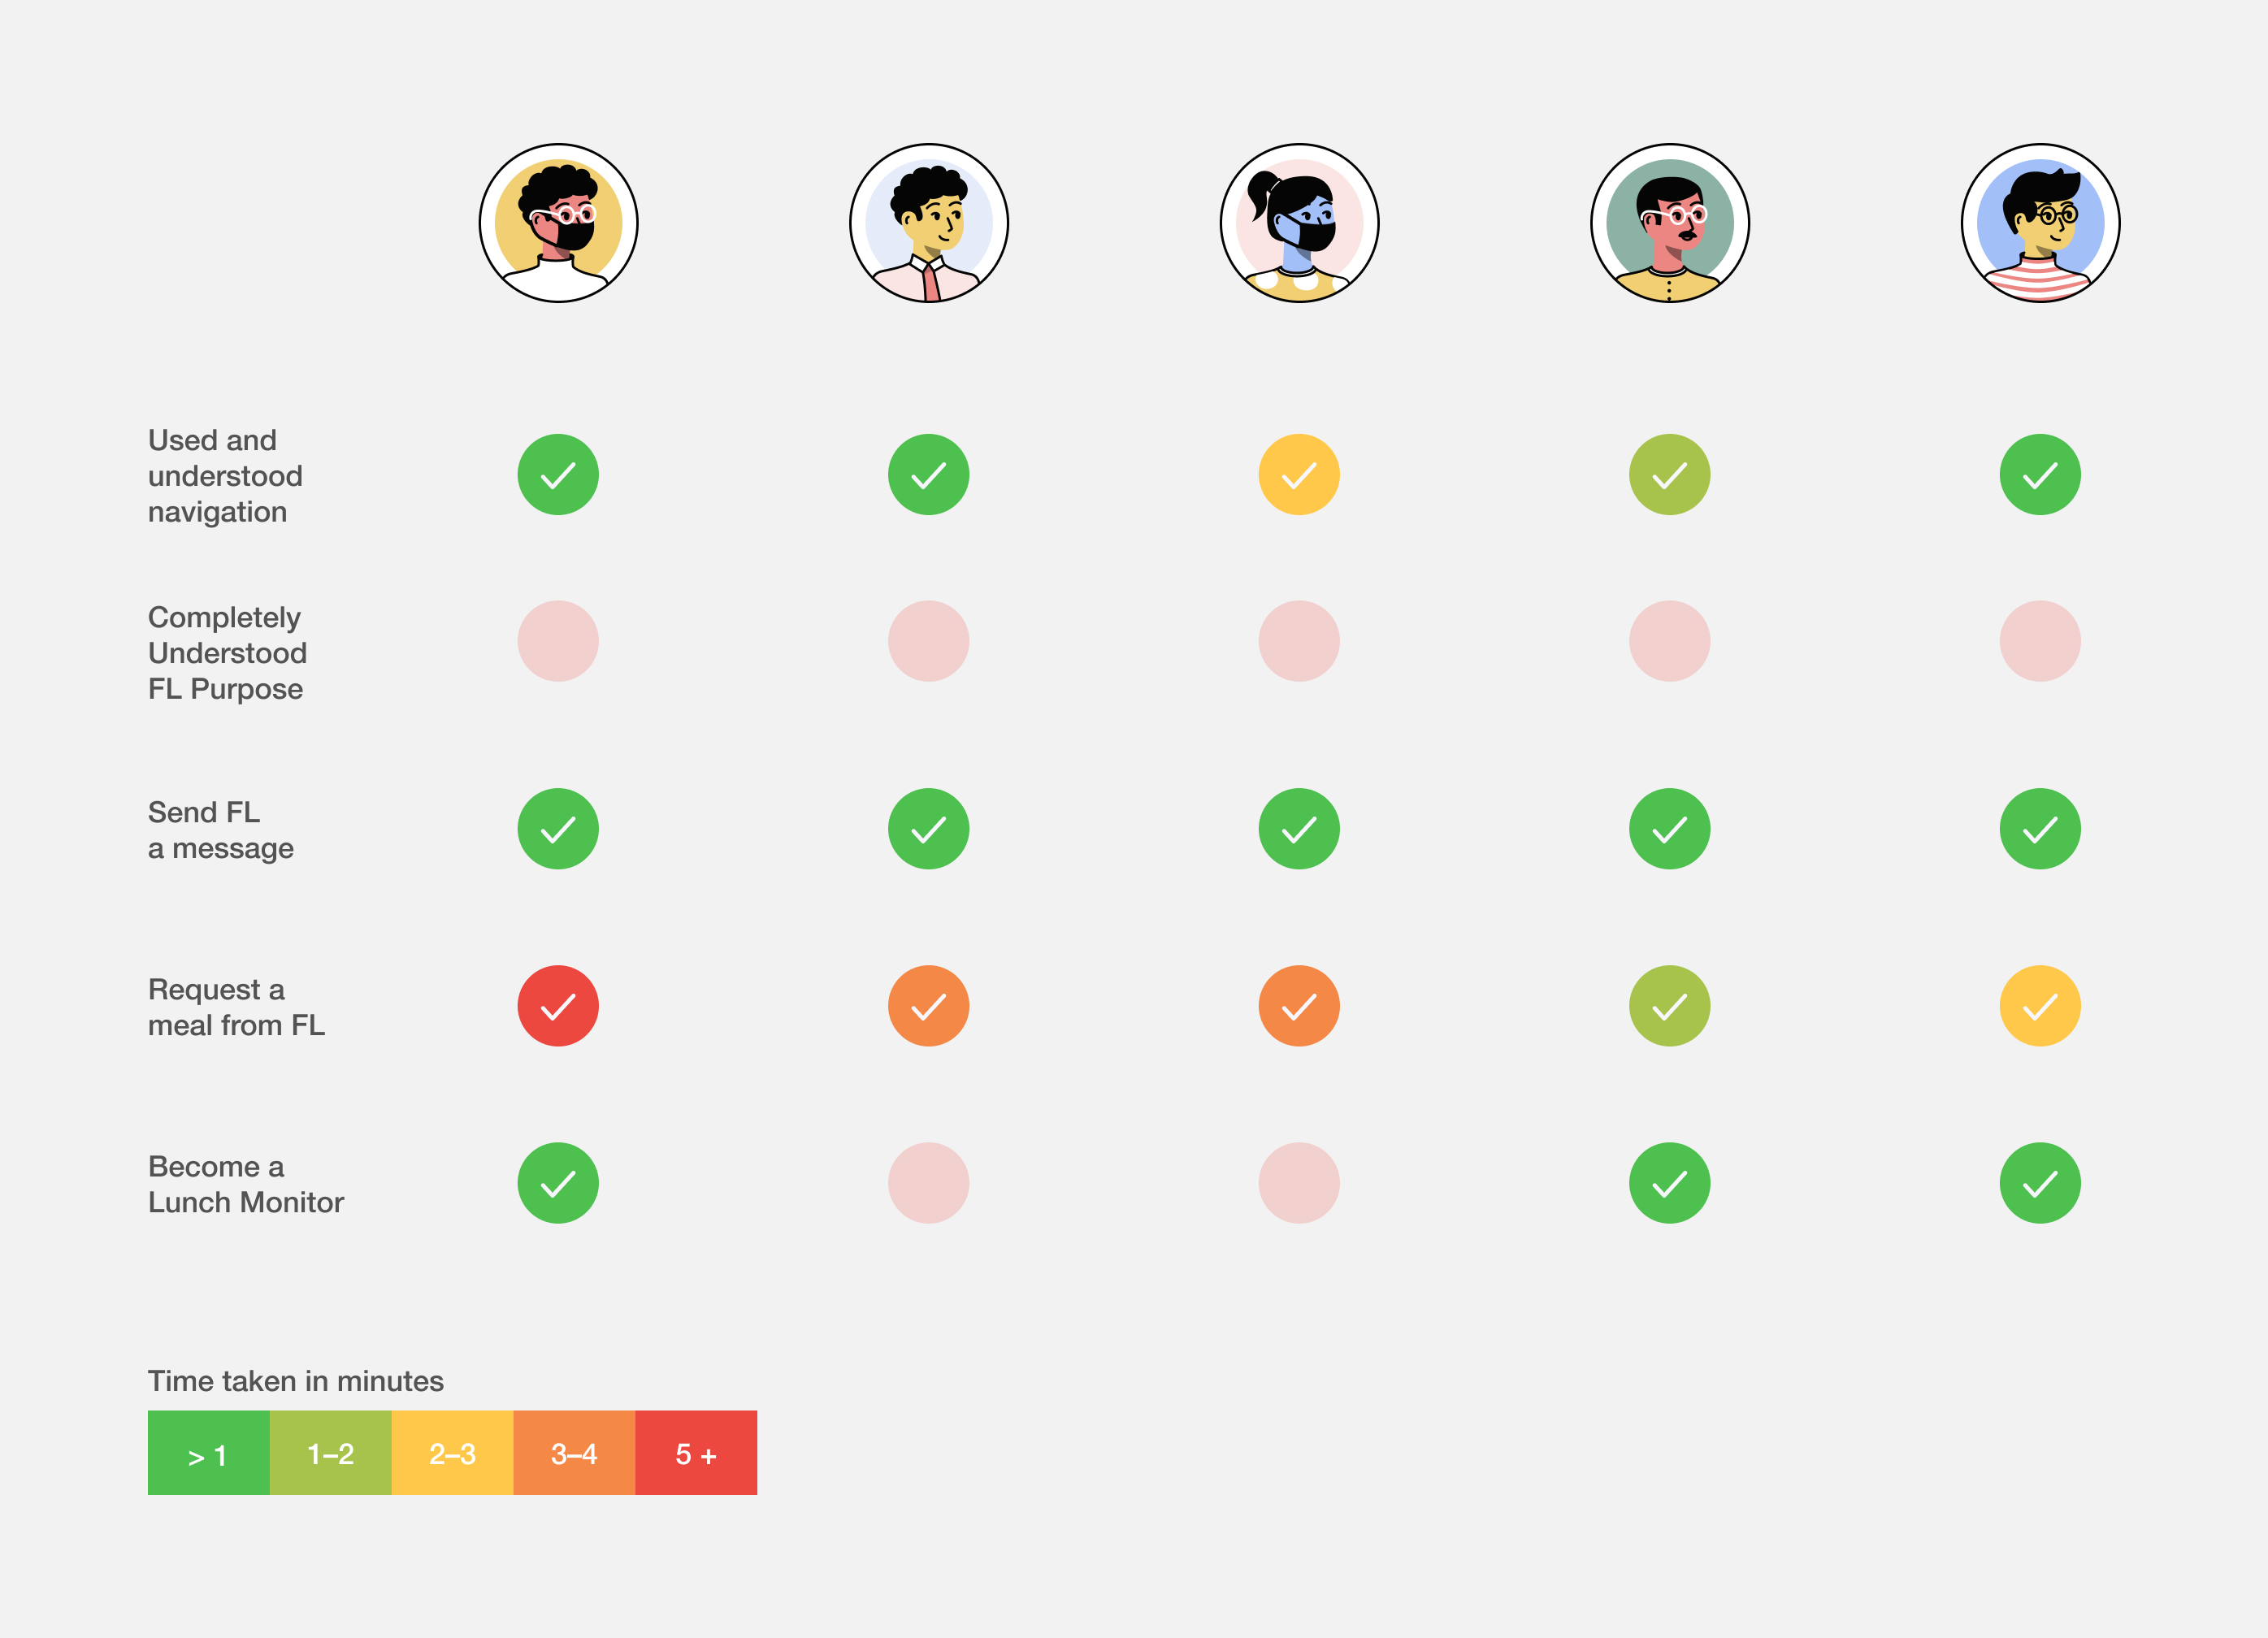 Used and
understood
navigation
Completely
Understood
FL Purpose
Send FL
a message
Request a
meal from FL
Become a
Lunch Monitor
Time taken in minutes
> 1 1–2 2–3 3–4 5 +